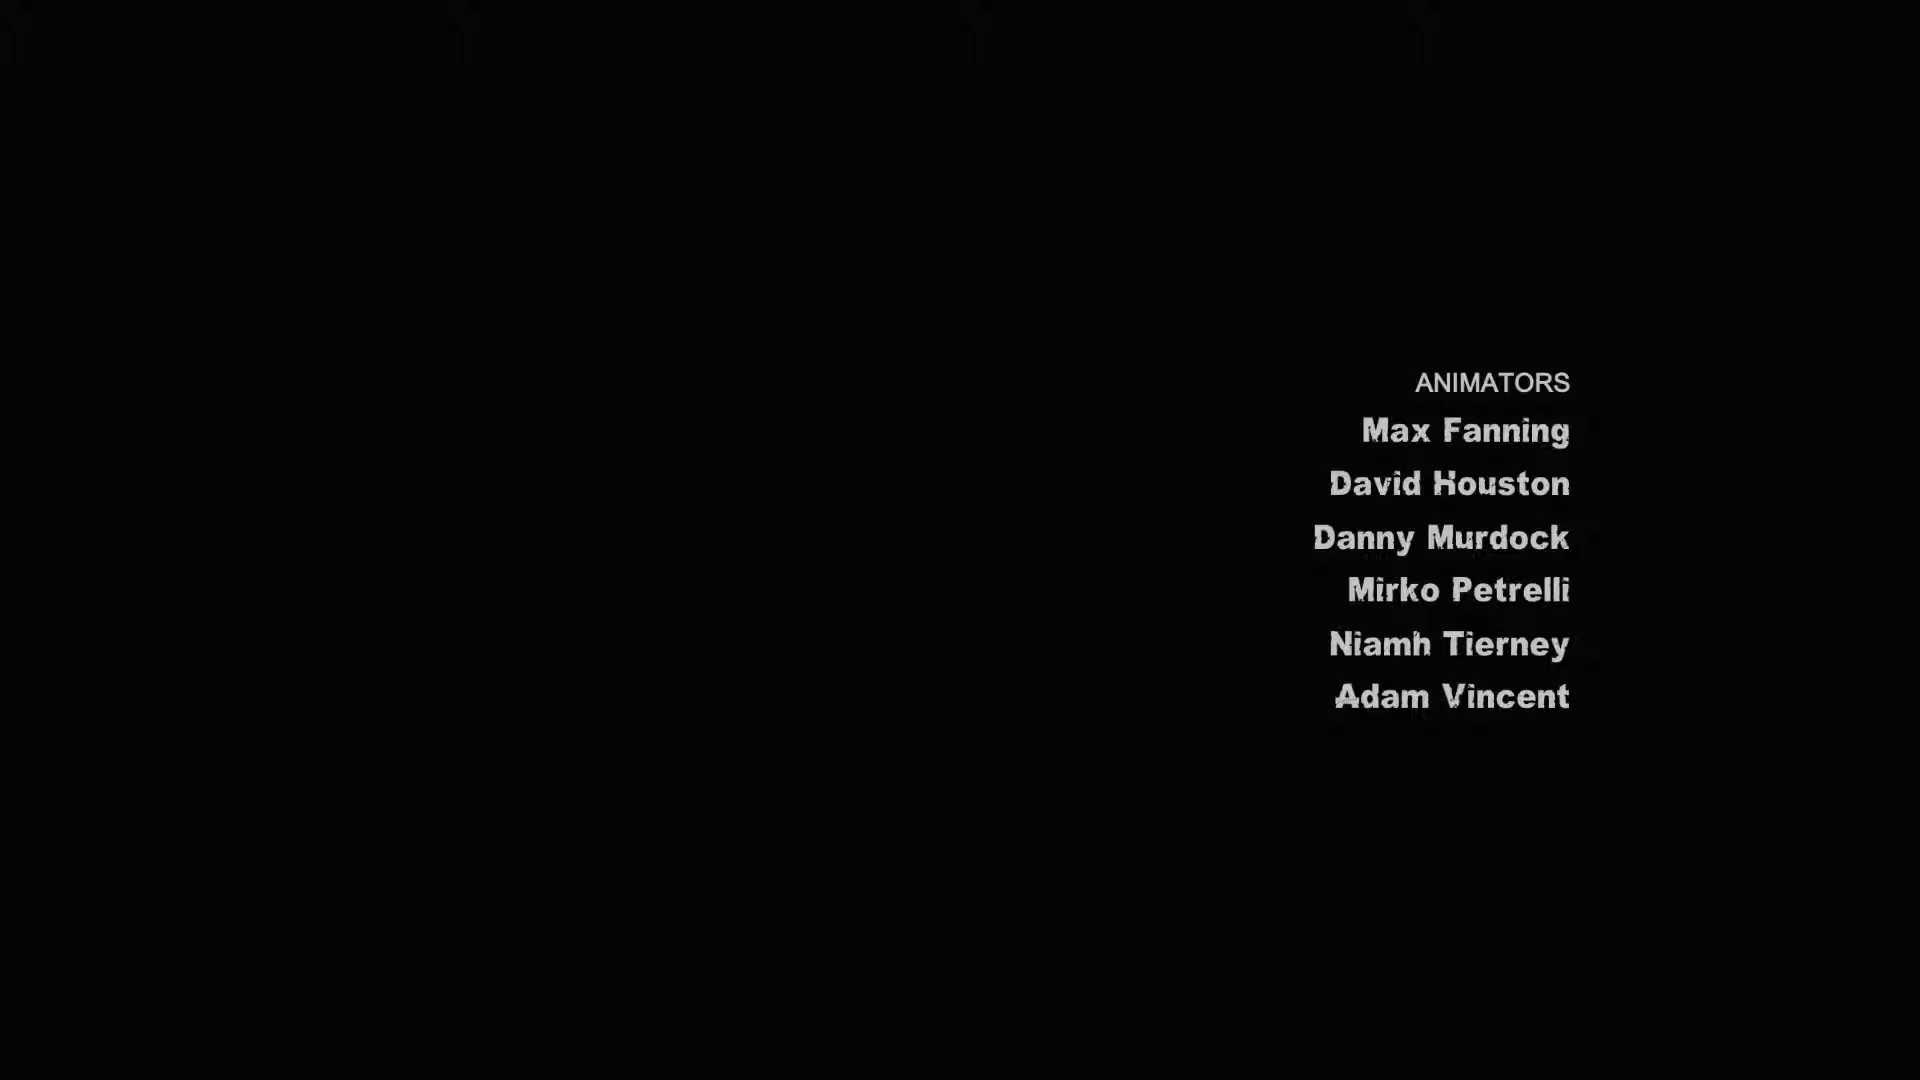 ANIMATORS
Max Fanning
David Houston
Danny Murdock
Mirko Petrelli
Niamh Tierney
Adam Vincent